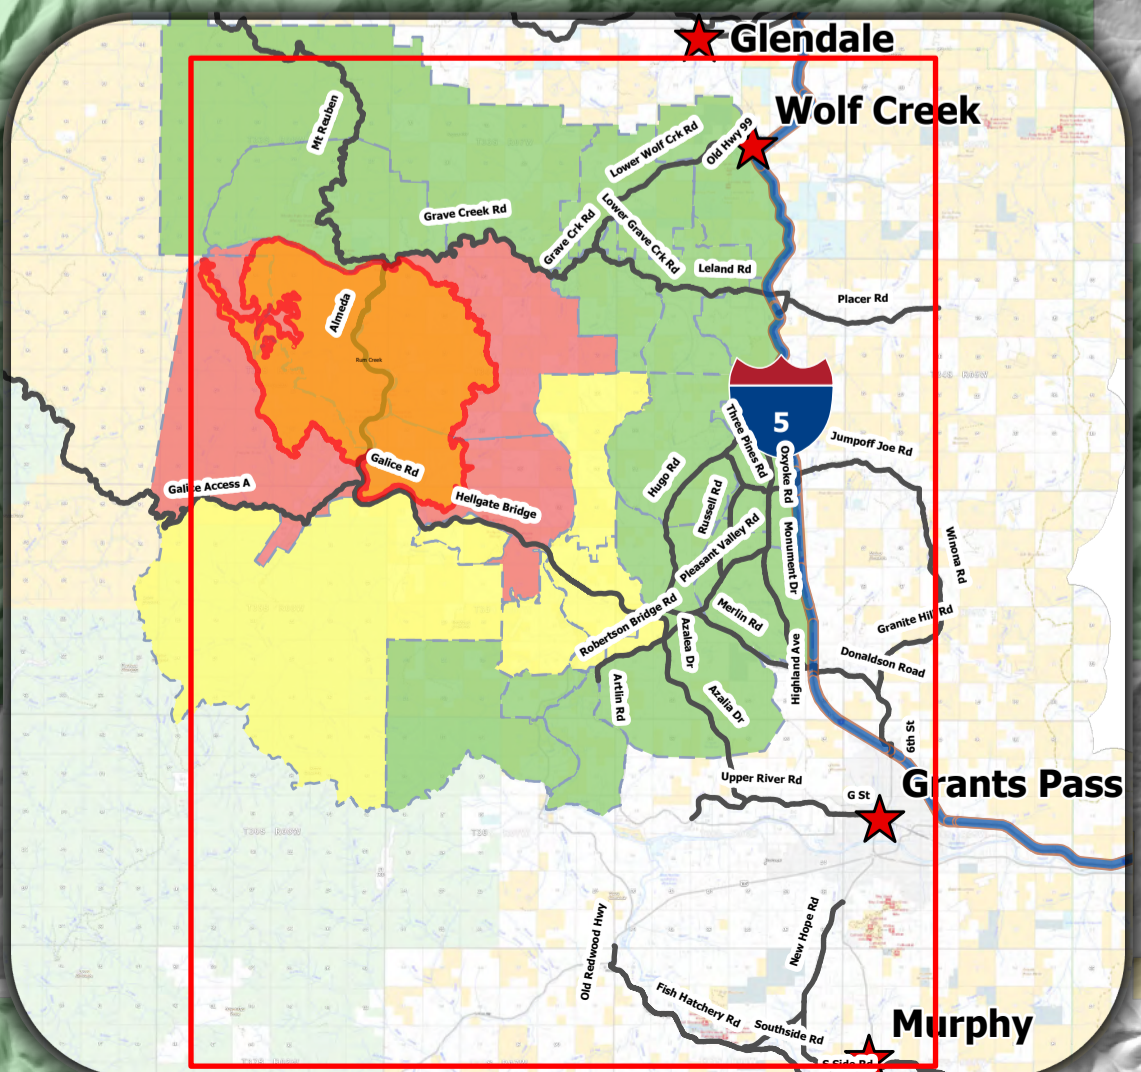 Glendale
Wolf Creek
Mt Reuben
Lower Wolf Crk Rd
Old Hwy 99
Grave Creek Rd
Grave Crk Rd
Lower Grave Crk Rd
Leland Rd
Placer Rd
Almeda
Rum Creek
5
Three Pines Rd
Jumpoff Joe Rd
Oxyoke Rd
Hugo Rd
Russell Rd
Galice Rd
Galice Access A
Hellgate Bridge
Pleasant Valley Rd
Monument Dr
Winona Rd
Robertson Bridge Rd
Merlin Rd
Granite Hill Rd
Azalea Dr
Highland Ave
Donaldson Road
Artlin Rd
Azalia Dr
6th St
Upper River Rd
G St
Grants Pass
Old Redwood Hwy
New Hope Rd
Fish Hatchery Rd
Southside Rd
Murphy
S Side Rd